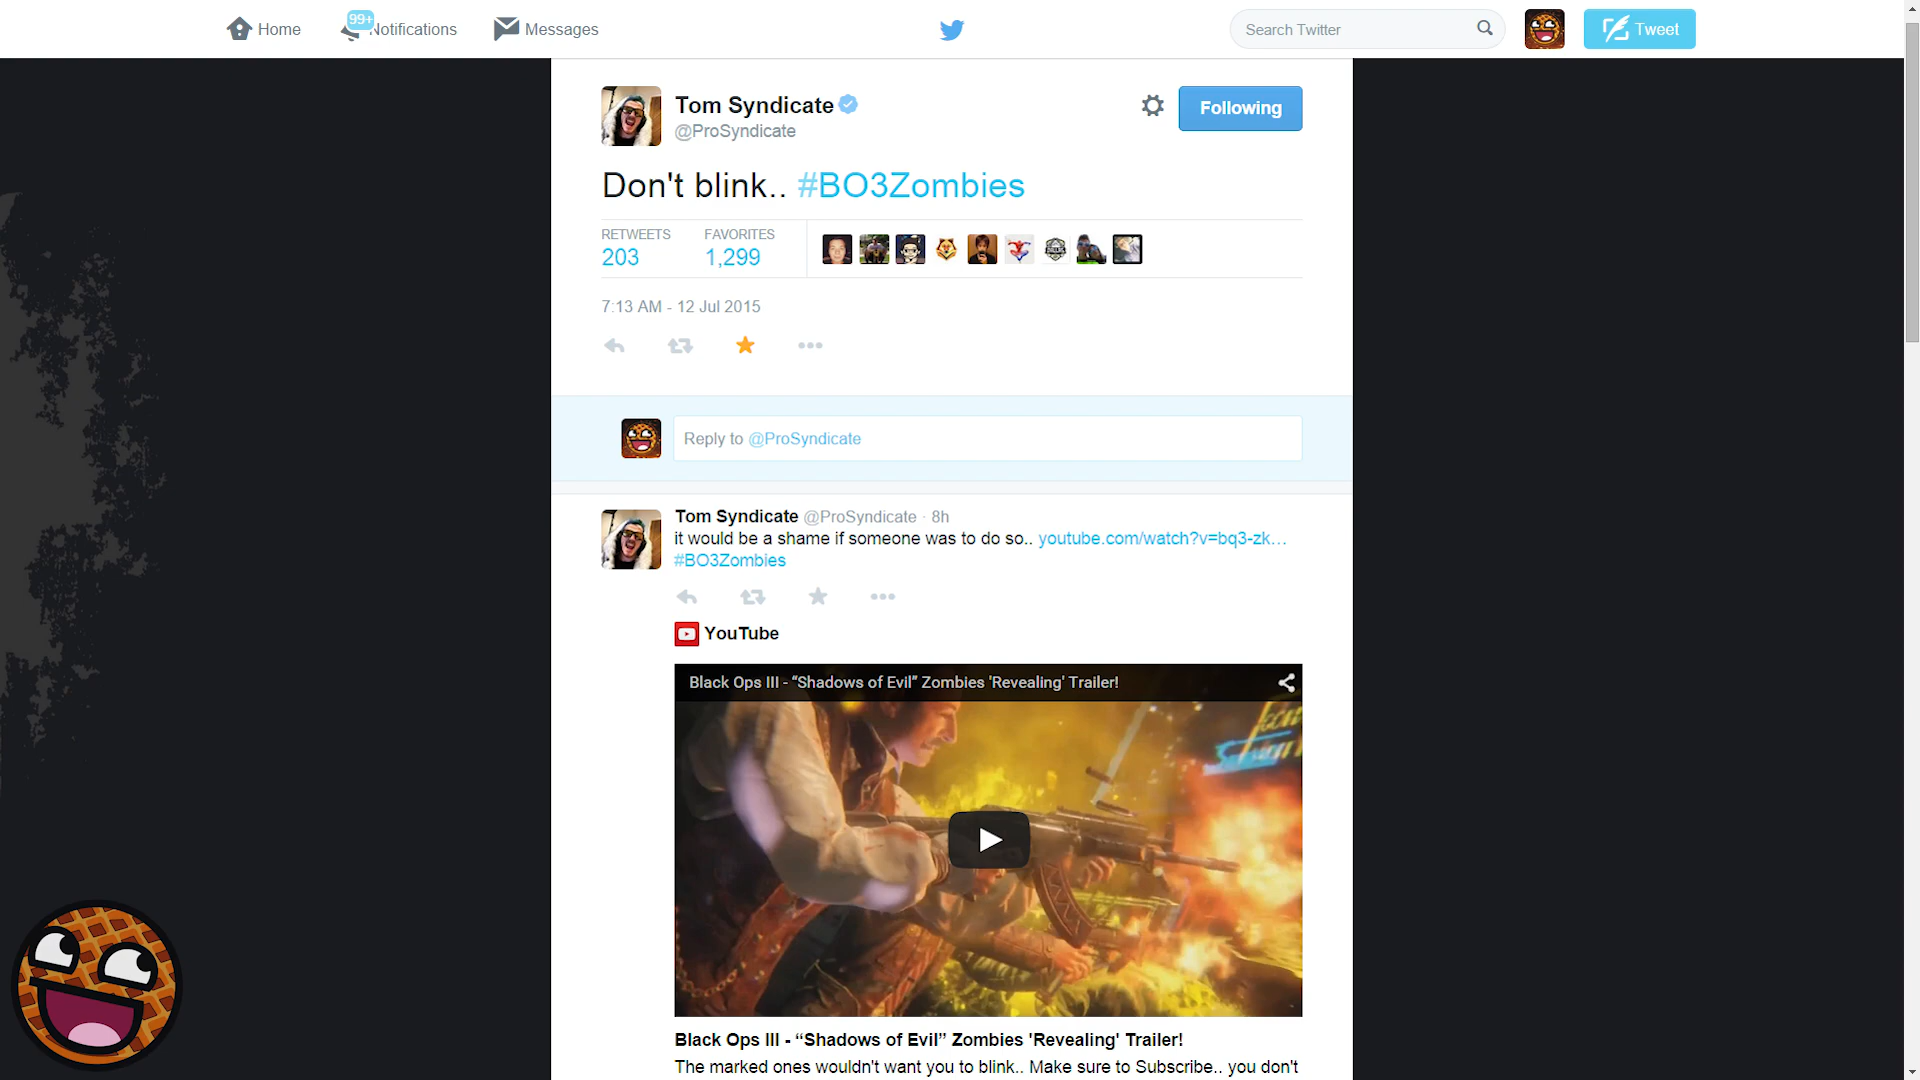 Home
99+
Notifications
Messages
Search Twitter
Tweet
Tom Syndicate
@ProSyndicate
Following
Don't blink.. #BO3Zombies
RETWEETS
203
FAVORITES
1,299
7:13 AM - 12 Jul 2015
Reply to @ProSyndicate
Tom Syndicate @ProSyndicate · 8h
it would be a shame if someone was to do so.. youtube.com/watch?v=bq3-zk…
#BO3Zombies
YouTube
Black Ops III - “Shadows of Evil” Zombies 'Revealing' Trailer!
Black Ops III - “Shadows of Evil” Zombies 'Revealing' Trailer!
The marked ones wouldn't want you to blink.. Make sure to Subscribe.. you don't